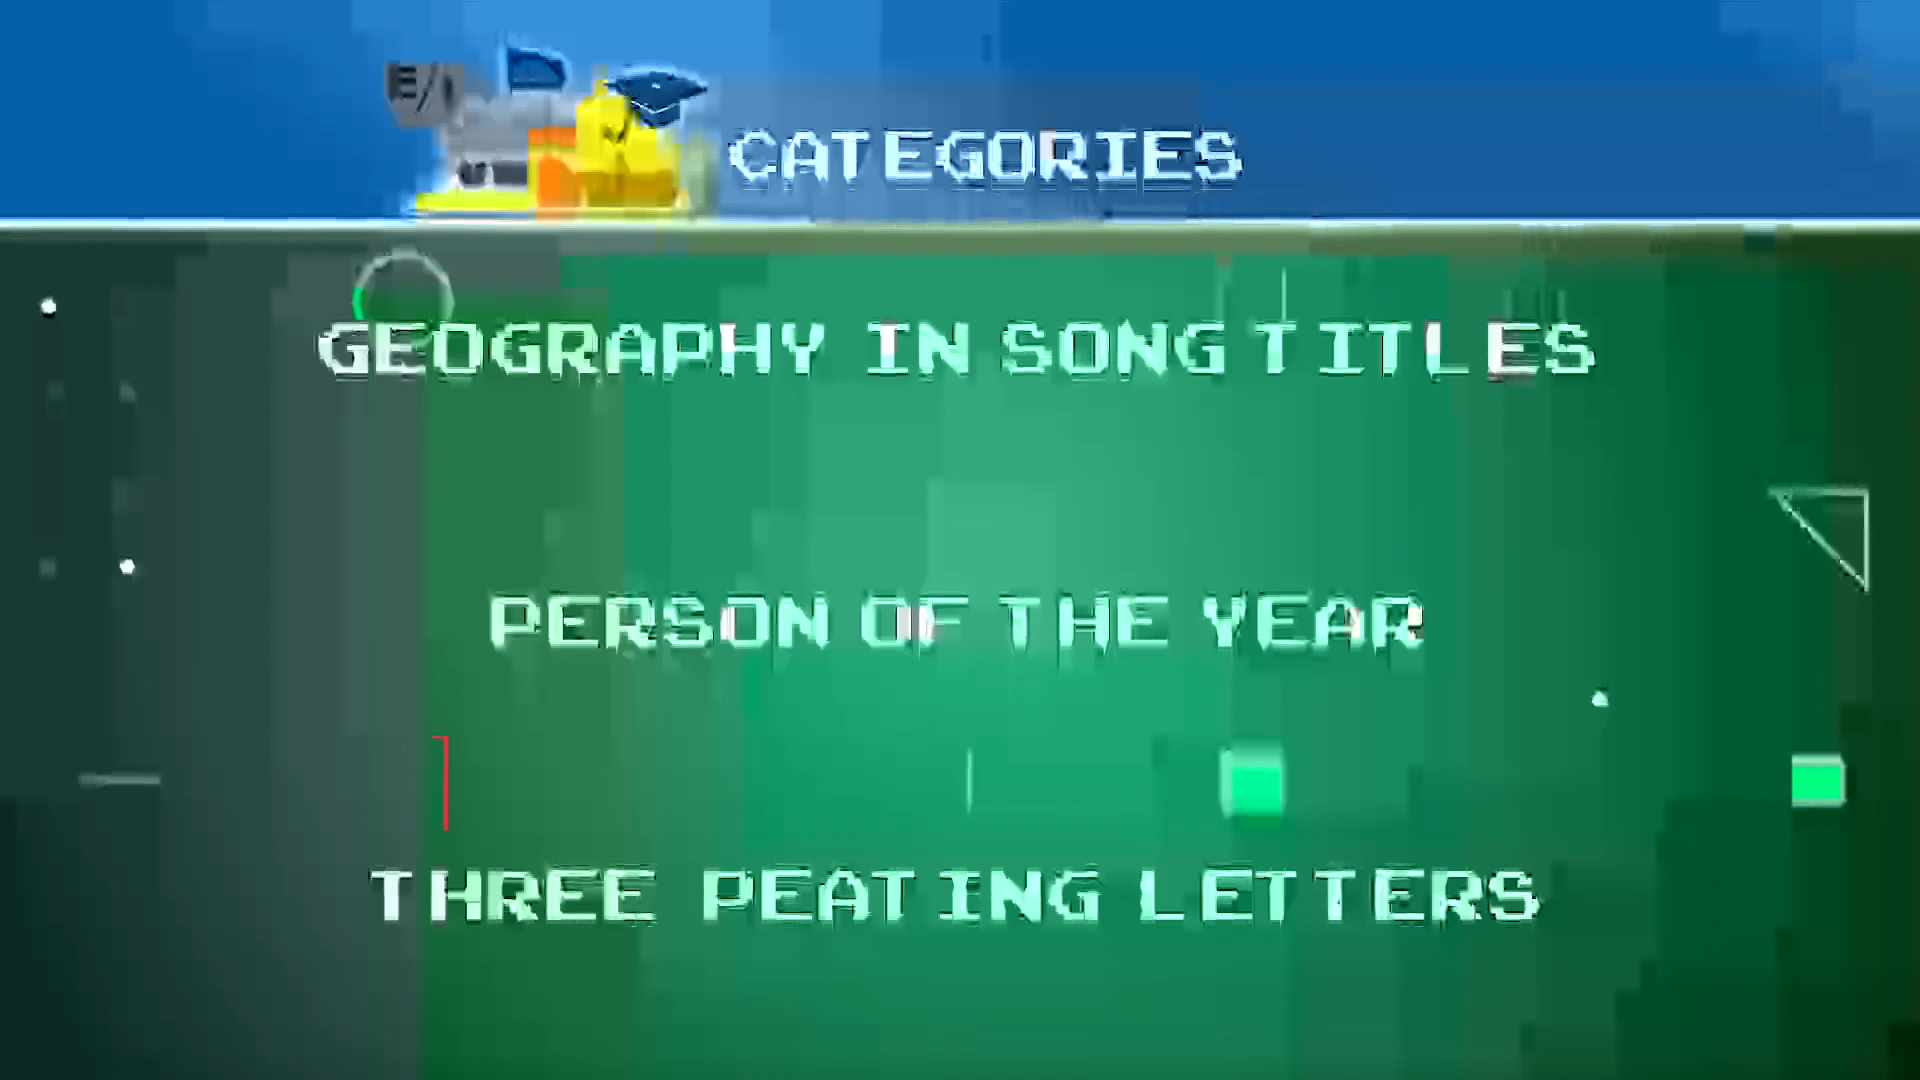 CATEGORIES
GEOGRAPHY IN SONG TITLES
PERSON OF THE YEAR
THREE PEATING LETTERS